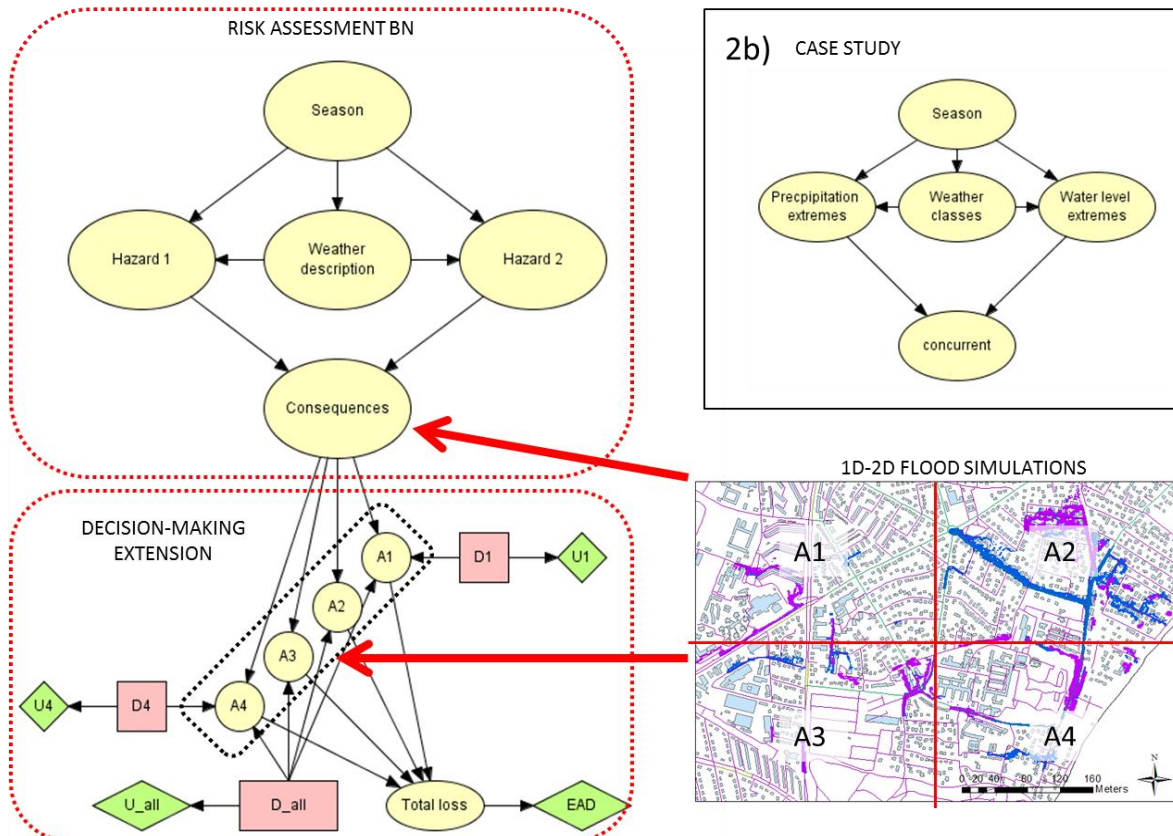 RISK ASSESSMENT BN
Season
Hazard 1
Weather
description
Hazard 2
Consequences
DECISION-MAKING
EXTENSION
A1
D1
U1
A2
A3
A4
D4
U4
U_all
D_all
Total loss
EAD
2b) CASE STUDY
Season
Precpipitation
extremes
Weather
classes
Water level
extremes
concurrent
1D-2D FLOOD SIMULATIONS
A1
A2
A3
A4
0 20 40 80 120 160
Meters
N